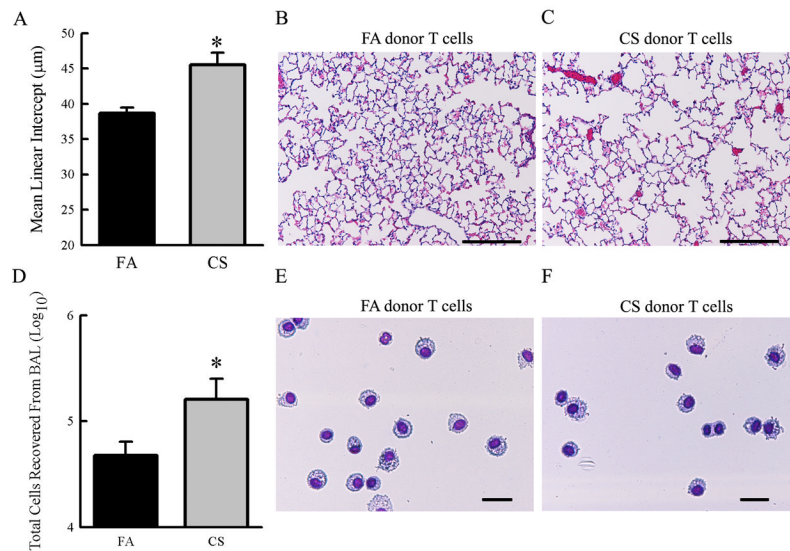 A
Mean Linear Intercept (μm)
50
45
40
35
30
25
20
*
FA
CS
B
FA donor T cells
C
CS donor T cells
D
Total Cells Recovered From BAL (Log10)
6
5
4
*
FA
CS
E
FA donor T cells
F
CS donor T cells